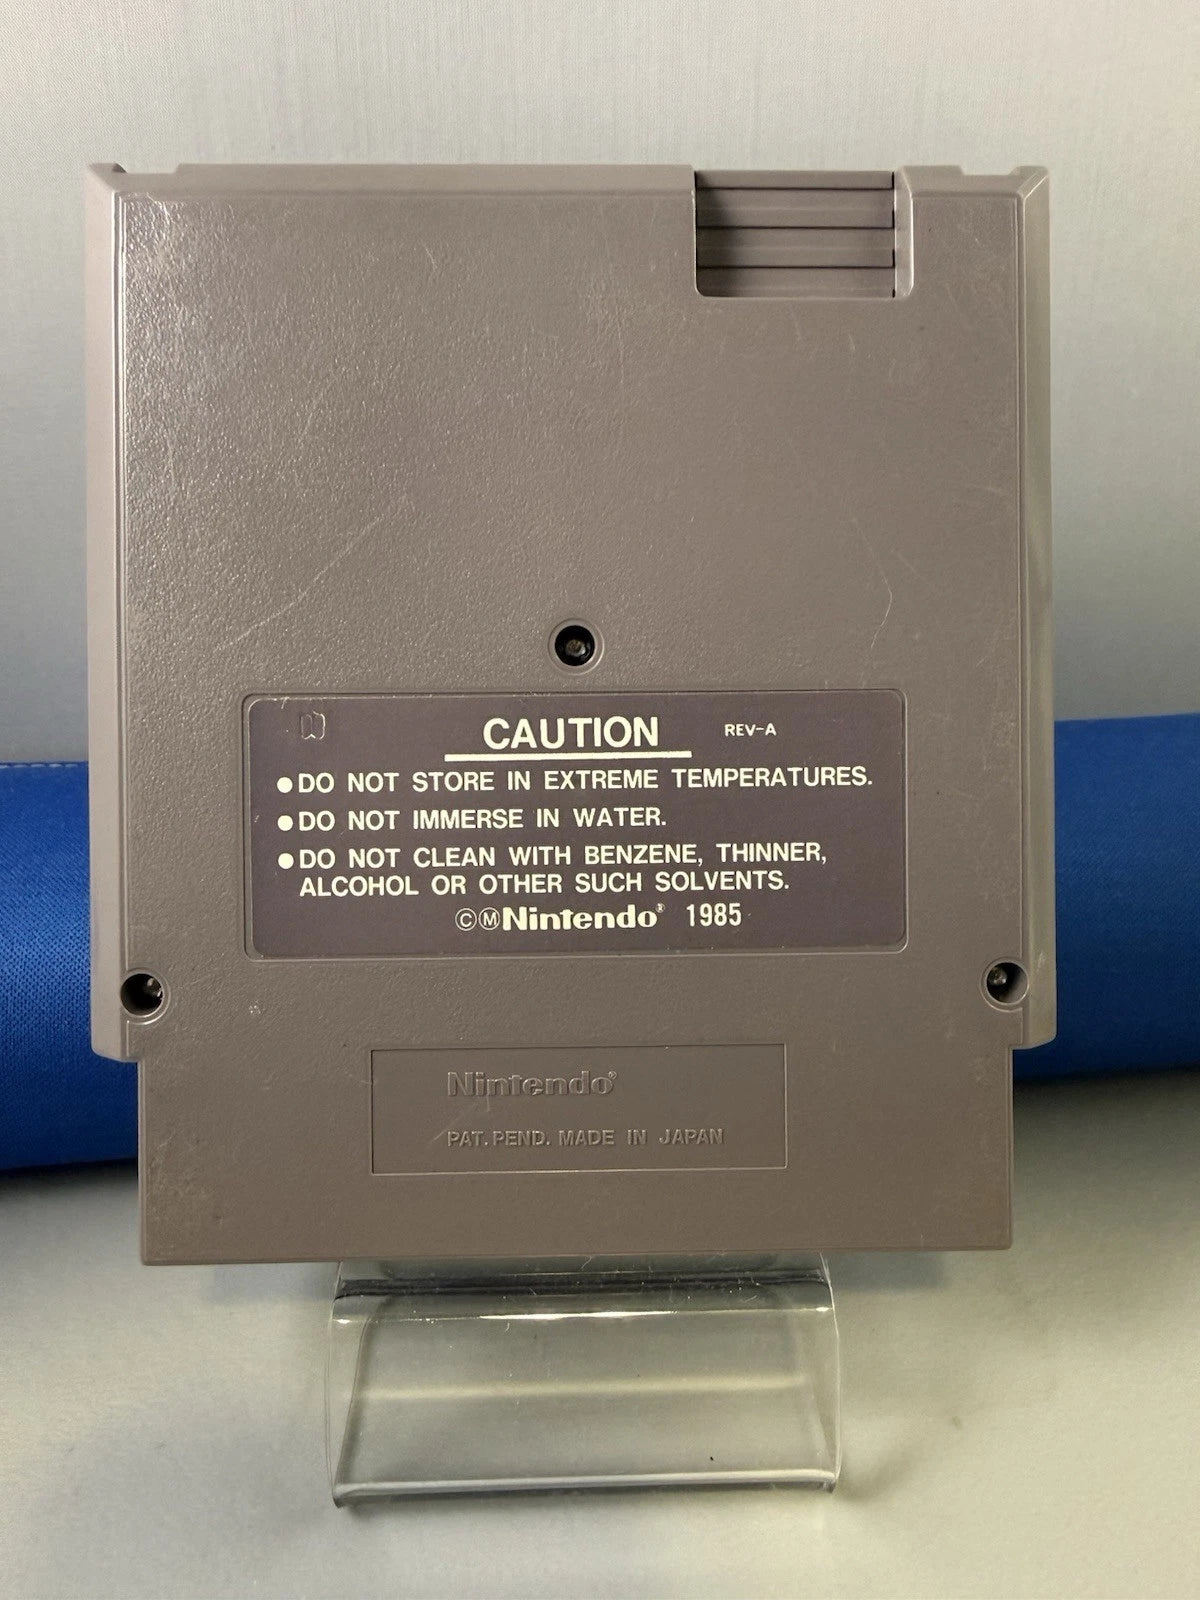 CAUTION REV-A
●DO NOT STORE IN EXTREME TEMPERATURES.
●DO NOT IMMERSE IN WATER.
●DO NOT CLEAN WITH BENZENE, THINNER,
ALCOHOL OR OTHER SUCH SOLVENTS.
©ⓂNintendo® 1985
Nintendo®
PAT. PEND. MADE IN JAPAN